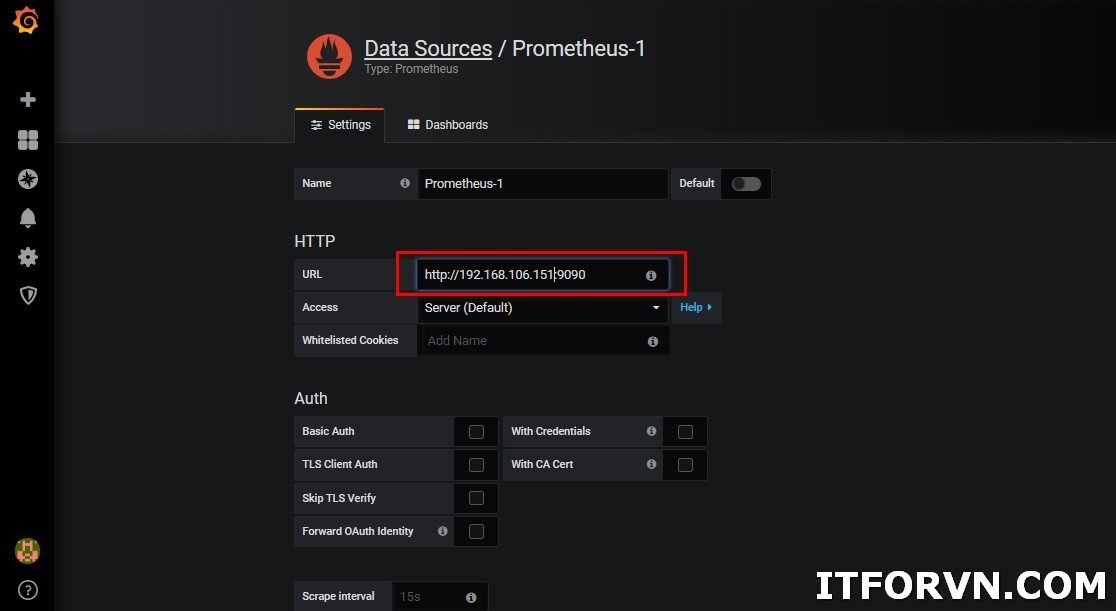 Data Sources / Prometheus-1
Type: Prometheus
Settings
Dashboards
Name
Prometheus-1
Default
HTTP
URL
http://192.168.106.151:9090
Access
Server (Default)
Help
Whitelisted Cookies
Add Name
Auth
Basic Auth
With Credentials
TLS Client Auth
With CA Cert
Skip TLS Verify
Forward OAuth Identity
Scrape interval
15s
ITFORVN.COM